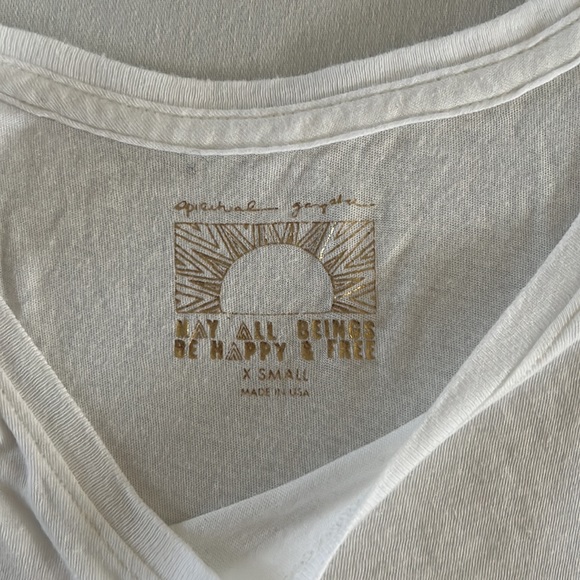 spiritual gangster.
MAY ALL BEINGS
BE HAPPY & FREE
X SMALL
MADE IN USA